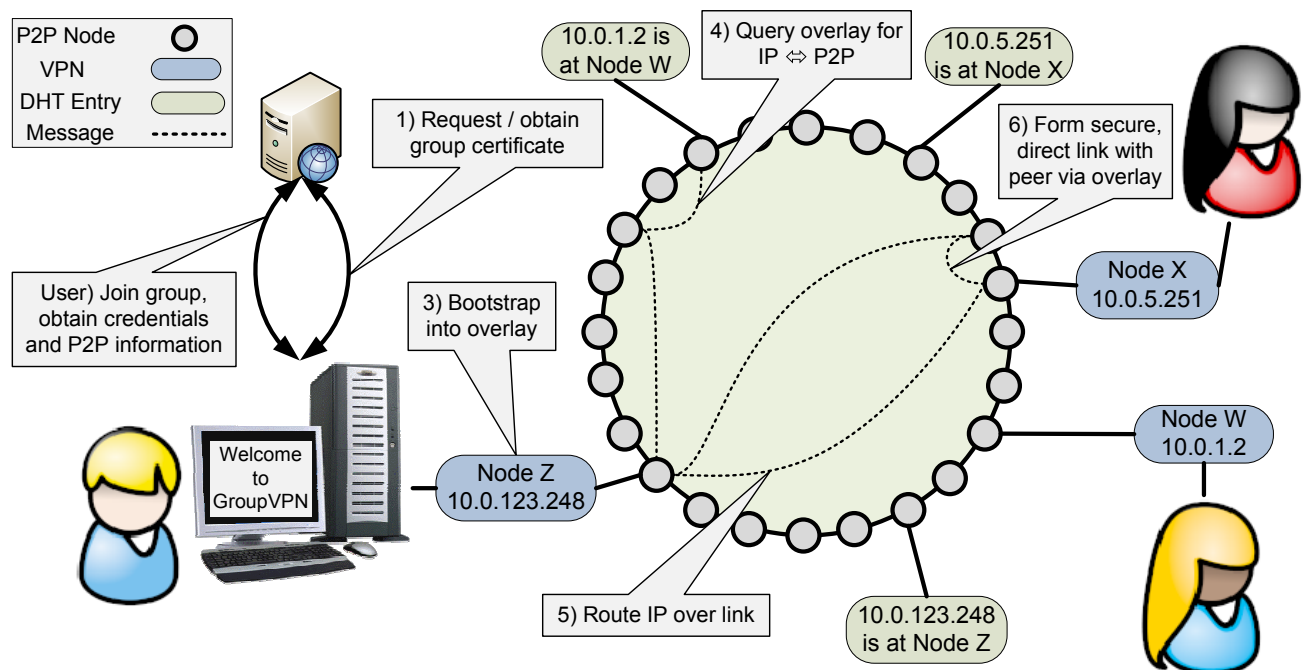 P2P Node
VPN
DHT Entry
Message
1) Request / obtain
group certificate
User) Join group,
obtain credentials
and P2P information
3) Bootstrap
into overlay
Welcome
to
GroupVPN
Node Z
10.0.123.248
10.0.1.2 is
at Node W
4) Query overlay for
IP ⇔ P2P
10.0.5.251
is at Node X
6) Form secure,
direct link with
peer via overlay
Node X
10.0.5.251
Node W
10.0.1.2
5) Route IP over link
10.0.123.248
is at Node Z